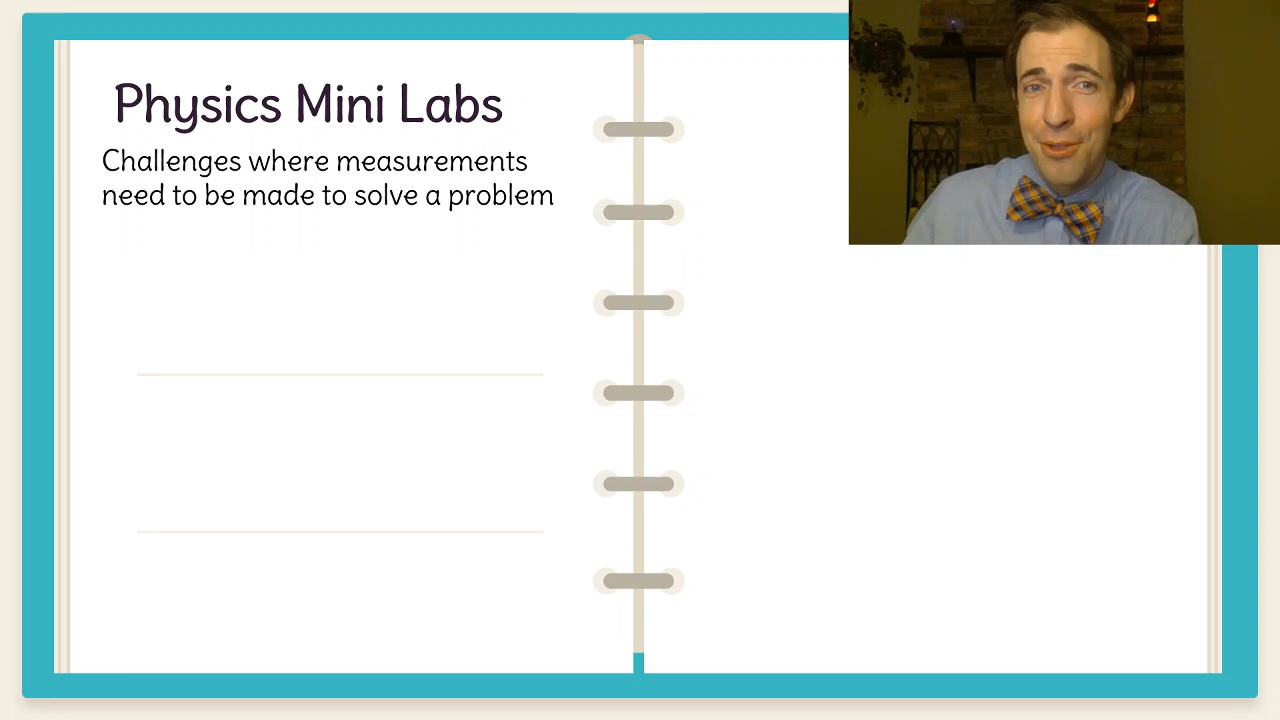 Physics Mini Labs
Challenges where measurements
need to be made to solve a problem